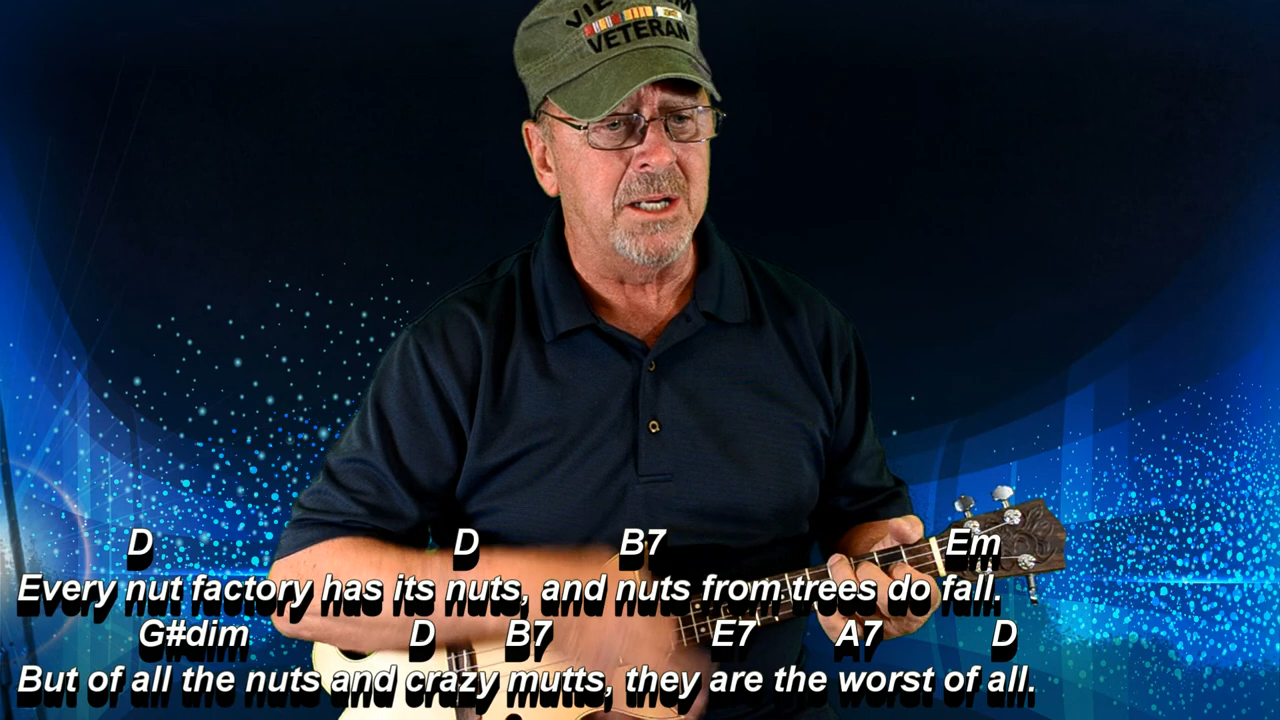 VETERAN
D D B7 Em
Every nut factory has its nuts, and nuts from trees do fall.
G#dim D B7 E7 A7 D
But of all the nuts and crazy mutts, they are the worst of all.